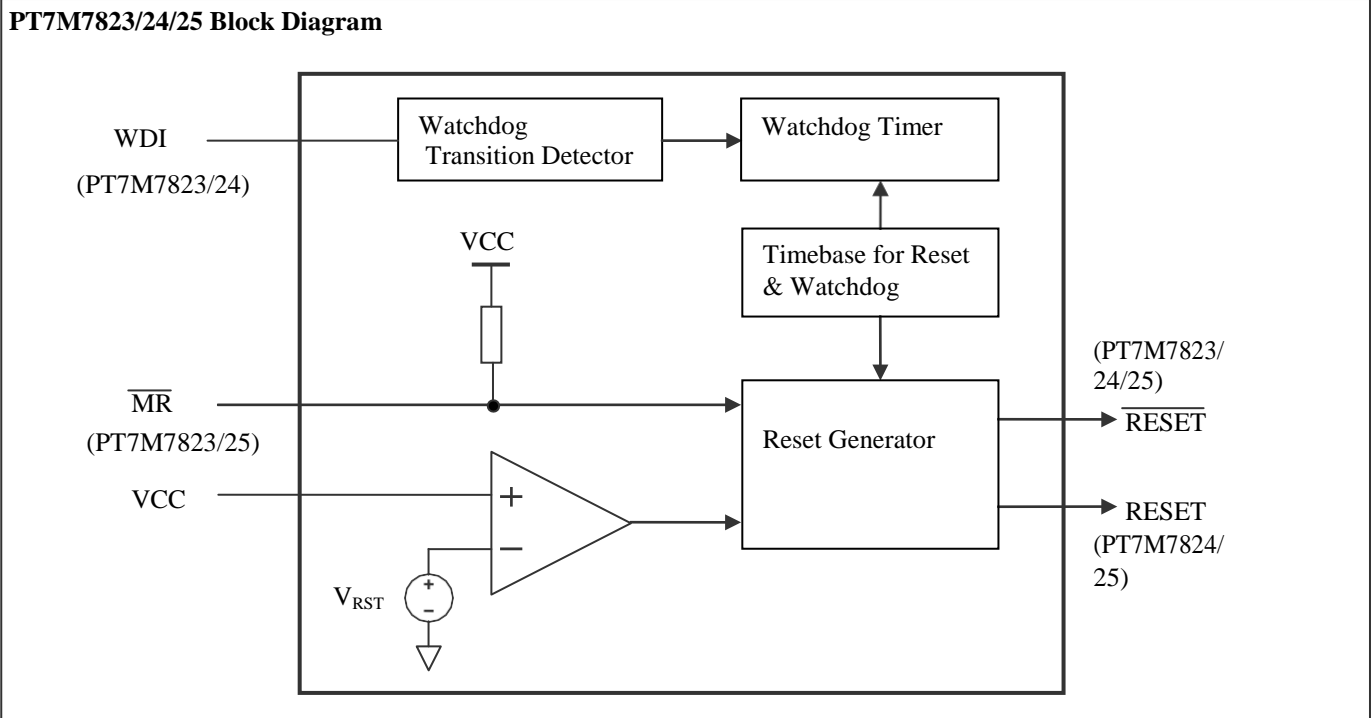 PT7M7823/24/25 Block Diagram
WDI
(PT7M7823/24)
Watchdog
Transition Detector
Watchdog Timer
VCC
Timebase for Reset
& Watchdog
MR
(PT7M7823/25)
VCC
+
−
VRST
+
−
Reset Generator
(PT7M7823/
24/25)
RESET
RESET
(PT7M7824/
25)